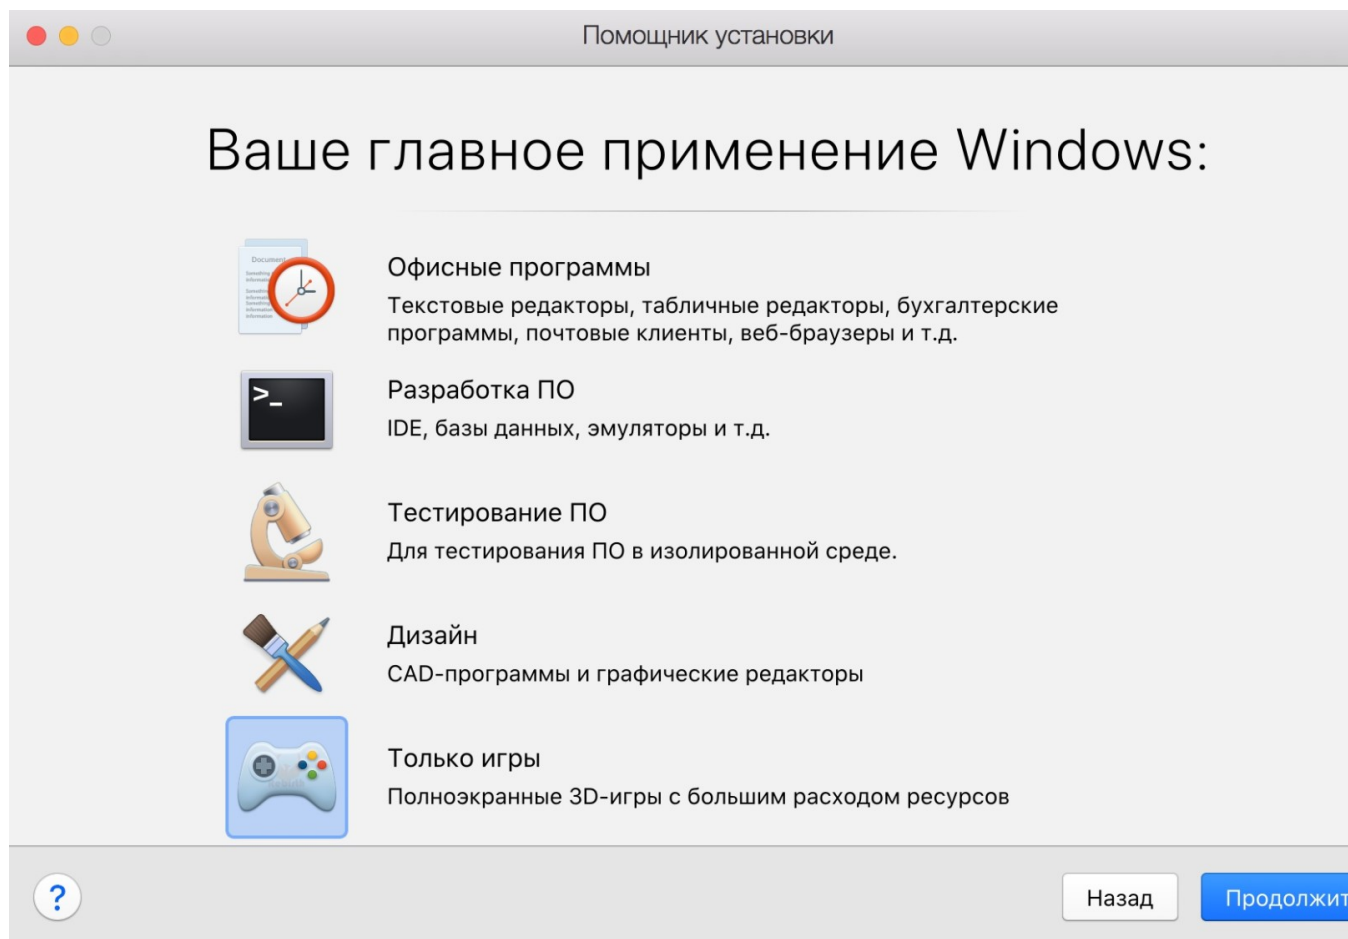 Помощник установки
Ваше главное применение Windows:
Document
Офисные программы
Текстовые редакторы, табличные редакторы, бухгалтерские
программы, почтовые клиенты, веб-браузеры и т.д.
>_
Разработка ПО
IDE, базы данных, эмуляторы и т.д.
Тестирование ПО
Для тестирования ПО в изолированной среде.
Дизайн
CAD-программы и графические редакторы
Только игры
Полноэкранные 3D-игры с большим расходом ресурсов
?
Назад
Продолжит